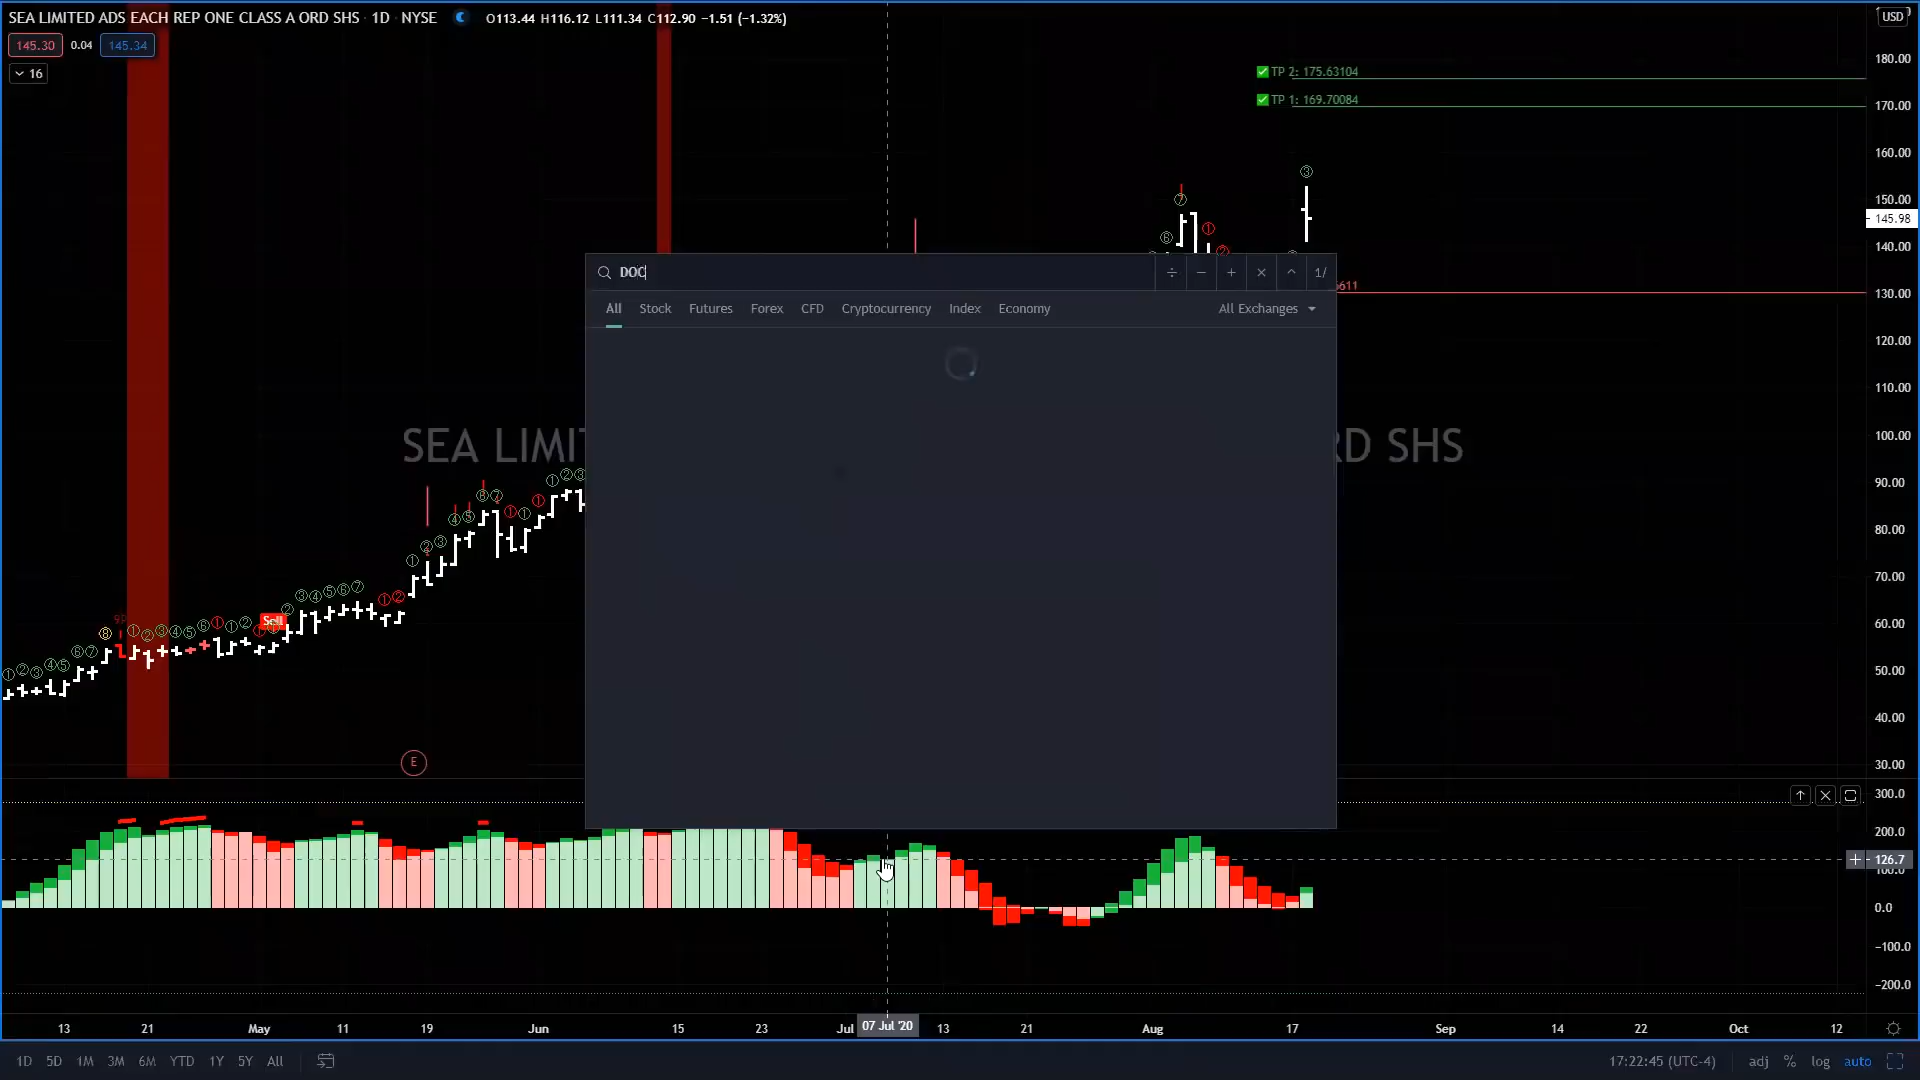 SEA LIMITED ADS EACH REP ONE CLASS A ORD SHS · 1D · NYSE O113.44 H116.12 L111.34 C112.90 −1.51 (−1.32%)
USD
145.30 0.04 145.34
16
180.00
TP 2: 175.63104
TP 1: 169.70084
170.00
160.00
150.00
145.98
140.00
DOC
÷ − + × ^ 1/
6611
130.00
All Stock Futures Forex CFD Cryptocurrency Index Economy All Exchanges
120.00
110.00
100.00
SEA LIMI
RD SHS
90.00
80.00
70.00
60.00
Sell
50.00
40.00
E
30.00
300.0
200.0
126.7
100.0
0.0
−100.0
−200.0
13 21 May 11 19 Jun 15 23 Jul 07 Jul '20 13 21 Aug 17 Sep 14 22 Oct 12
1D 5D 1M 3M 6M YTD 1Y 5Y All
17:22:45 (UTC-4) adj % log auto